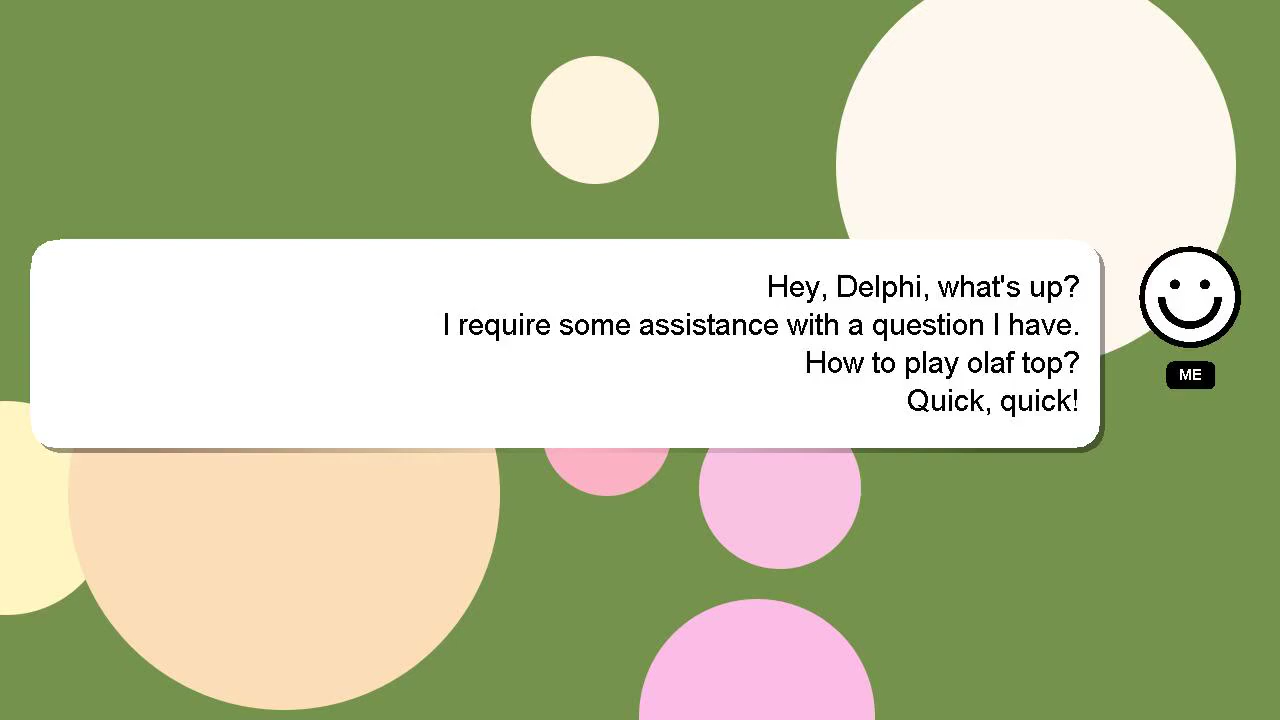 Hey, Delphi, what's up?
I require some assistance with a question I have.
How to play olaf top?
Quick, quick!
ME